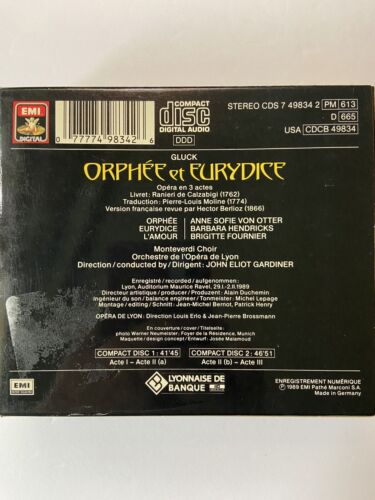 EMI
DIGITAL
0 77774 98342 6
COMPACT
disc
DIGITAL AUDIO
DDD
STEREO CDS 7 49834 2 PM 613
D 665
USA CDCB 49834
GLUCK
ORPHÉE et EURYDICE
Opéra en 3 actes
Livret: Ranieri de Calzabigi (1762)
Traduction: Pierre-Louis Moline (1774)
Version française revue par Hector Berlioz (1866)
ORPHÉE ANNE SOFIE VON OTTER
EURYDICE BARBARA HENDRICKS
L'AMOUR BRIGITTE FOURNIER
Monteverdi Choir
Orchestre de l'Opéra de Lyon
Direction / conducted by / Dirigent: JOHN ELIOT GARDINER
Enregistré / recorded / aufgenommen:
Lyon, Auditorium Maurice Ravel, 29.I.-2.II.1989
Directeur artistique / producer / Produzent: Alain Duchemin
Ingénieur du son / balance engineer / Tonmeister: Michel Lepage
Montage / editing / Schnitt: Jean-Michel Bernot, Patrick Henry
OPÉRA DE LYON: Direction Louis Erlo & Jean-Pierre Brossmann
En couverture / cover / Titelseite:
photo Werner Neumeister. Foyer de la Résidence, Munich
Maquette / design concept / Entwurf: Josée Malamoud
COMPACT DISC 1: 41'45 COMPACT DISC 2: 46'51
Acte I - Acte II (a) Acte II (b) - Acte III
EMI
LYONNAISE DE
BANQUE
ENREGISTREMENT NUMÉRIQUE
Ⓟ 1989 EMI Pathé Marconi S.A.
Made in Germany